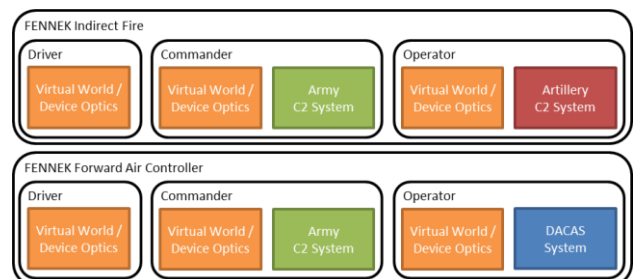 FENNEK Indirect Fire
Driver
Commander
Operator
Virtual World /
Device Optics
Virtual World /
Device Optics
Army
C2 System
Virtual World /
Device Optics
Artillery
C2 System
FENNEK Forward Air Controller
Driver
Commander
Operator
Virtual World /
Device Optics
Virtual World /
Device Optics
Army
C2 System
Virtual World /
Device Optics
DACAS
System